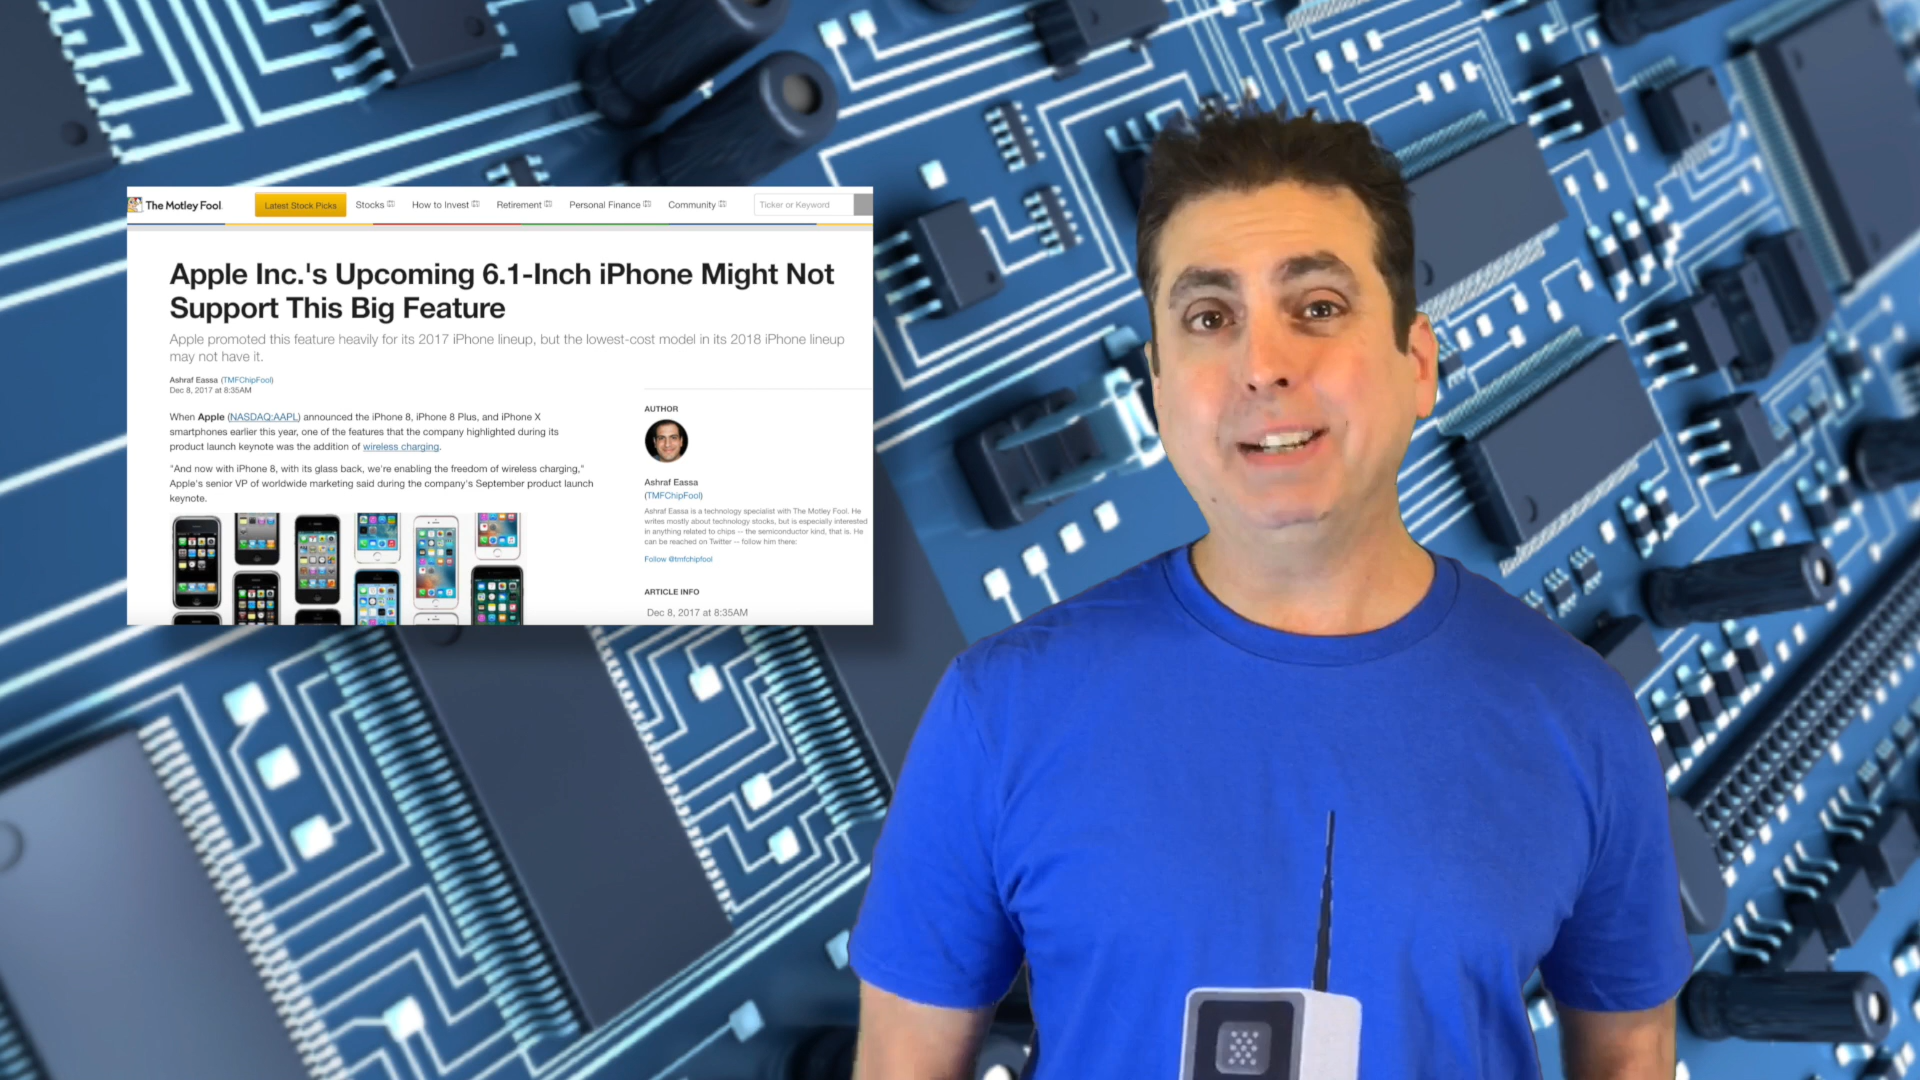 The Motley Fool.
Latest Stock Picks
Stocks
How to Invest
Retirement
Personal Finance
Community
Ticker or Keyword
Apple Inc.'s Upcoming 6.1-Inch iPhone Might Not
Support This Big Feature
Apple promoted this feature heavily for its 2017 iPhone lineup, but the lowest-cost model in its 2018 iPhone lineup
may not have it.
Ashraf Eassa (TMFChipFool)
Dec 8, 2017 at 8:35AM
When Apple (NASDAQ:AAPL) announced the iPhone 8, iPhone 8 Plus, and iPhone X
smartphones earlier this year, one of the features that the company highlighted during its
product launch keynote was the addition of wireless charging.
"And now with iPhone 8, with its glass back, we're enabling the freedom of wireless charging,"
Apple's senior VP of worldwide marketing said during the company's September product launch
keynote.
AUTHOR
Ashraf Eassa
(TMFChipFool)
Ashraf Eassa is a technology specialist with The Motley Fool. He
writes mostly about technology stocks, but is especially interested
in anything related to chips -- the semiconductor kind, that is. He
can be reached on Twitter -- follow him there:
Follow @tmfchipfool
ARTICLE INFO
Dec 8, 2017 at 8:35AM